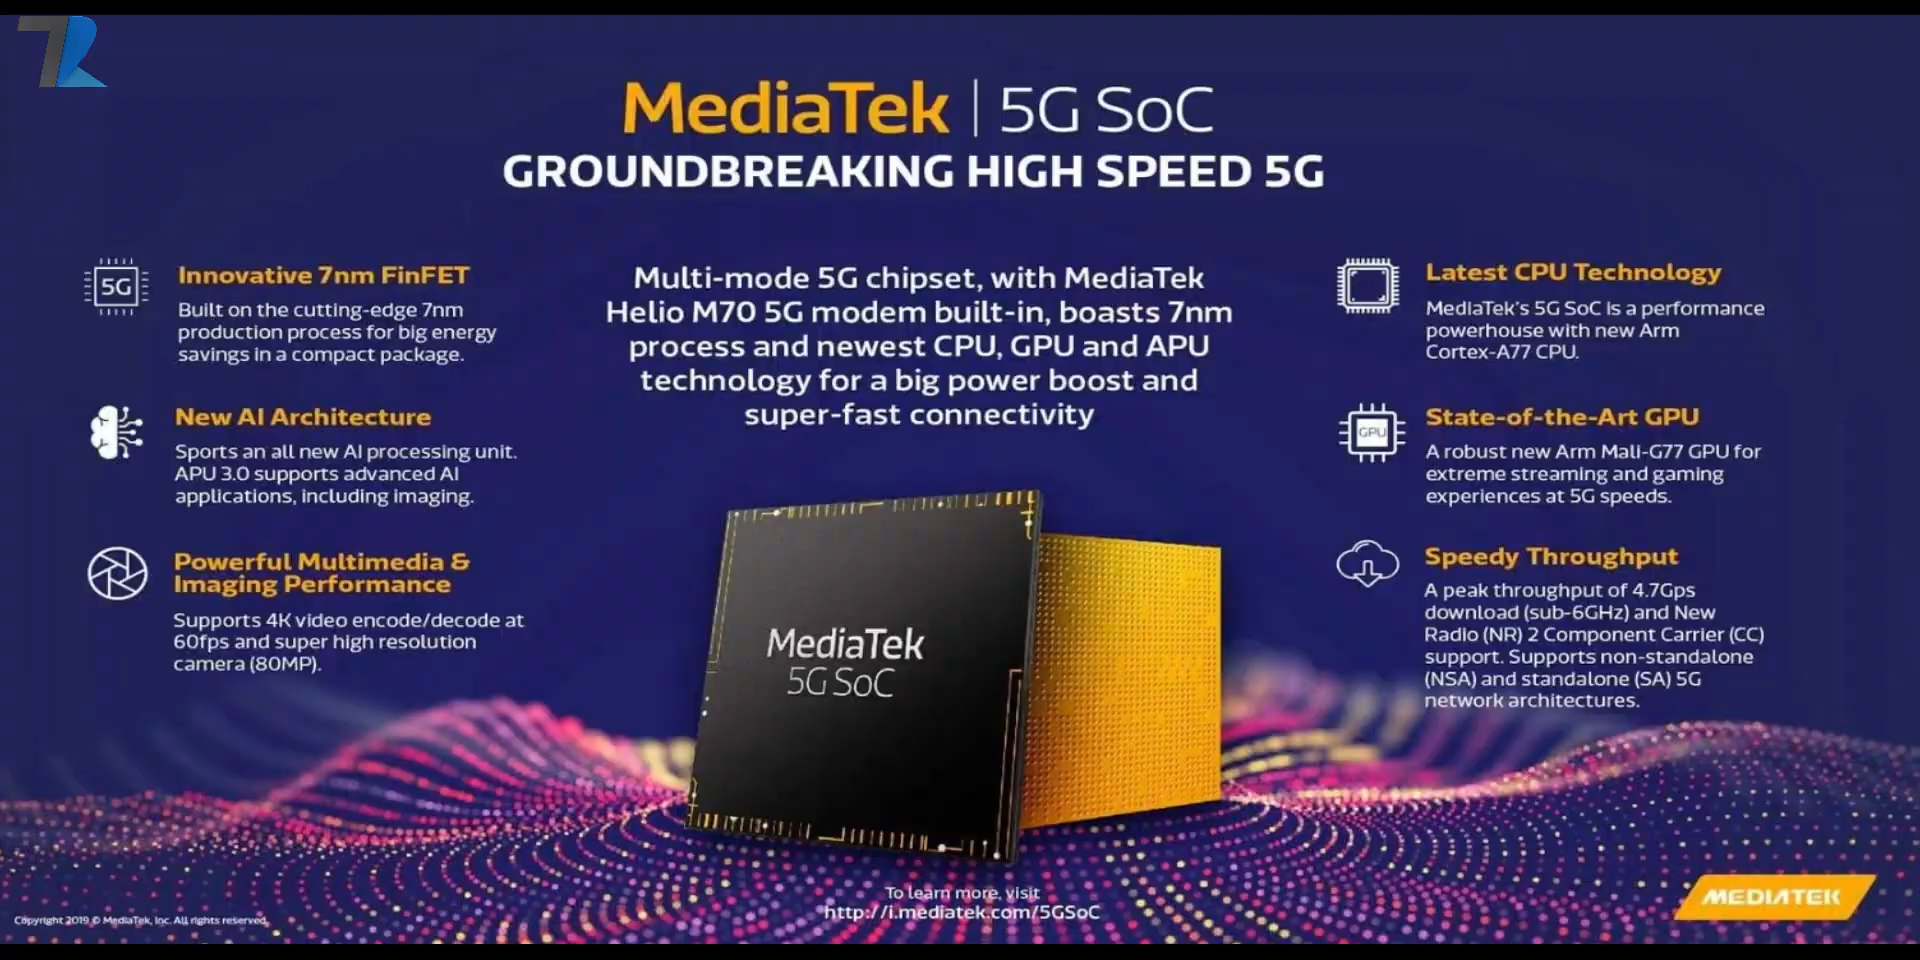 MediaTek | 5G SoC
GROUNDBREAKING HIGH SPEED 5G
5G
Innovative 7nm FinFET
Built on the cutting-edge 7nm
production process for big energy
savings in a compact package.
New AI Architecture
Sports an all new AI processing unit.
APU 3.0 supports advanced AI
applications, including imaging.
Powerful Multimedia &
Imaging Performance
Supports 4K video encode/decode at
60fps and super high resolution
camera (80MP).
Multi-mode 5G chipset, with MediaTek
Helio M70 5G modem built-in, boasts 7nm
process and newest CPU, GPU and APU
technology for a big power boost and
super-fast connectivity
MediaTek
5G SoC
Latest CPU Technology
MediaTek's 5G SoC is a performance
powerhouse with new Arm
Cortex-A77 CPU.
GPU
State-of-the-Art GPU
A robust new Arm Mali-G77 GPU for
extreme streaming and gaming
experiences at 5G speeds.
Speedy Throughput
A peak throughput of 4.7Gps
download (sub-6GHz) and New
Radio (NR) 2 Component Carrier (CC)
support. Supports non-standalone
(NSA) and standalone (SA) 5G
network architectures.
To learn more, visit
http://i.mediatek.com/5GSoC
Copyright 2019 © MediaTek, Inc. All rights reserved.
MEDIATEK